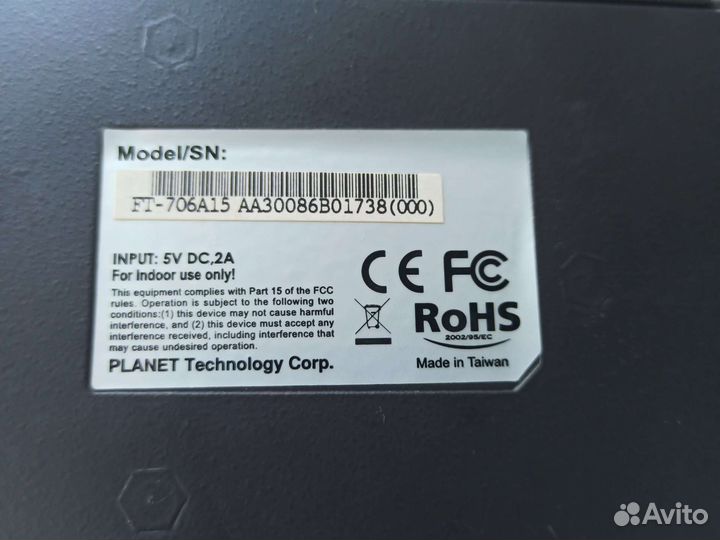 Model/SN:
FT-706A15 AA30086B01738(000)
INPUT: 5V DC,2A
For indoor use only!
This equipment complies with Part 15 of the FCC
rules. Operation is subject to the following two
conditions:(1) this device may not cause harmful
interference, and (2) this device must accept any
interference received, including interference that
may cause undesired operation.
PLANET Technology Corp.
CE FC
RoHS
2002/95/EC
Made in Taiwan
Avito